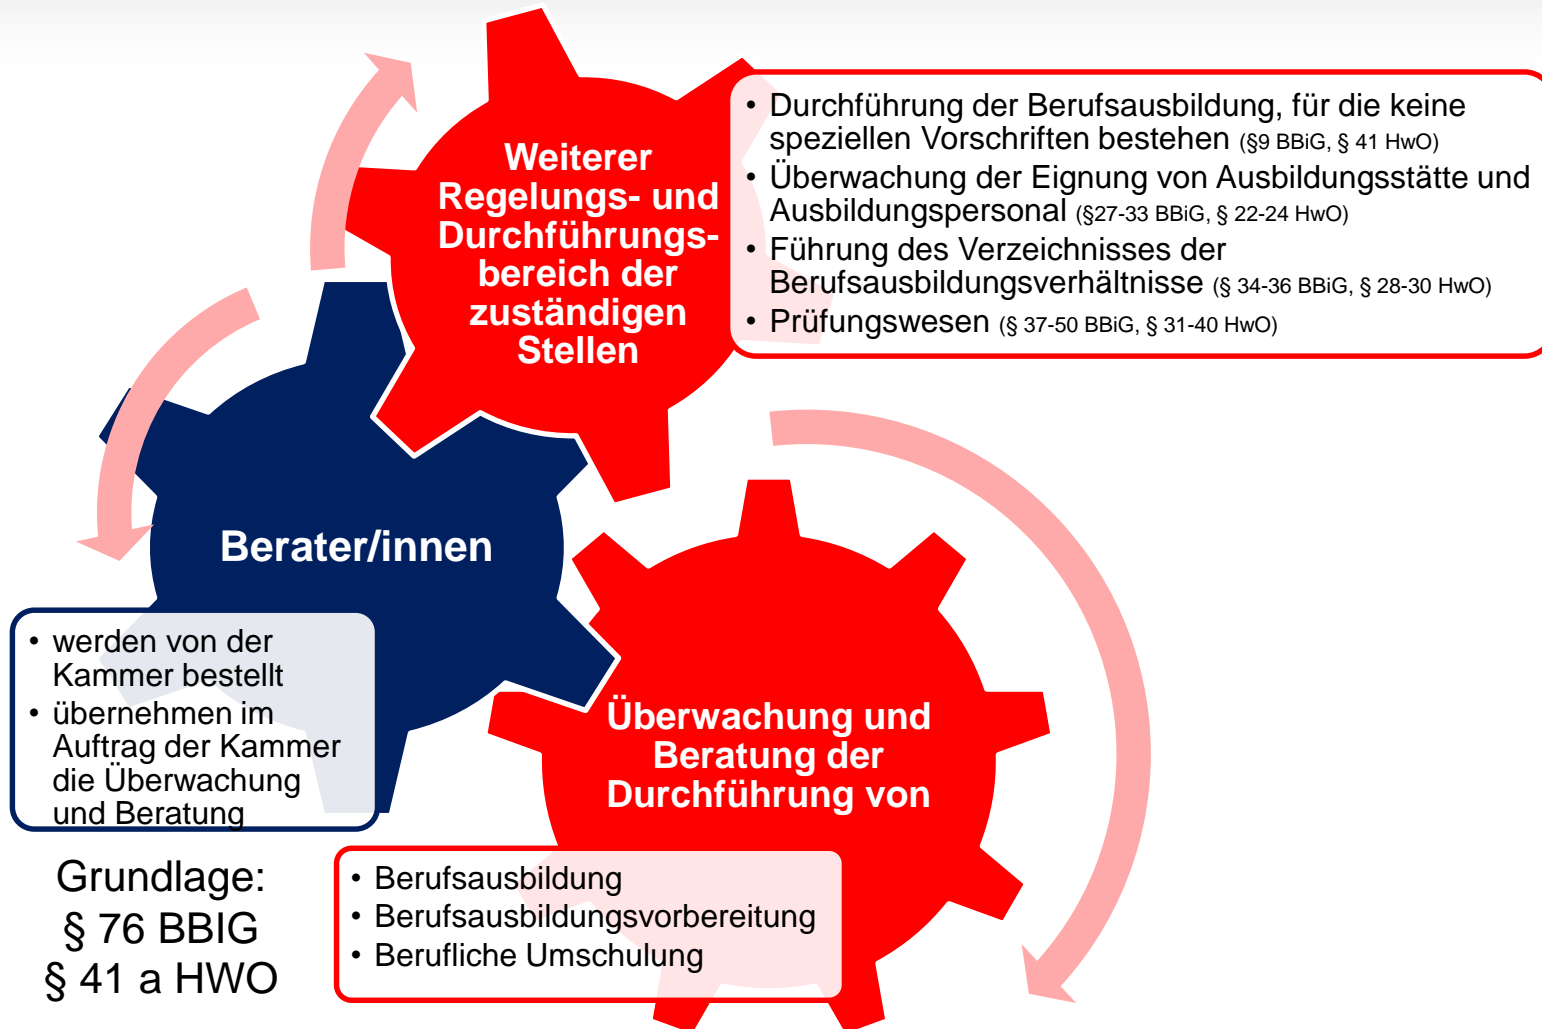 Weiterer
Regelungs- und
Durchführungs-
bereich der
zuständigen
Stellen
• Durchführung der Berufsausbildung, für die keine
speziellen Vorschriften bestehen (§9 BBiG, § 41 HwO)
• Überwachung der Eignung von Ausbildungsstätte und
Ausbildungspersonal (§27-33 BBiG, § 22-24 HwO)
• Führung des Verzeichnisses der
Berufsausbildungsverhältnisse (§ 34-36 BBiG, § 28-30 HwO)
• Prüfungswesen (§ 37-50 BBiG, § 31-40 HwO)
Berater/innen
• werden von der
Kammer bestellt
• übernehmen im
Auftrag der Kammer
die Überwachung
und Beratung
Überwachung und
Beratung der
Durchführung von
• Berufsausbildung
• Berufsausbildungsvorbereitung
• Berufliche Umschulung
Grundlage:
§ 76 BBIG
§ 41 a HWO